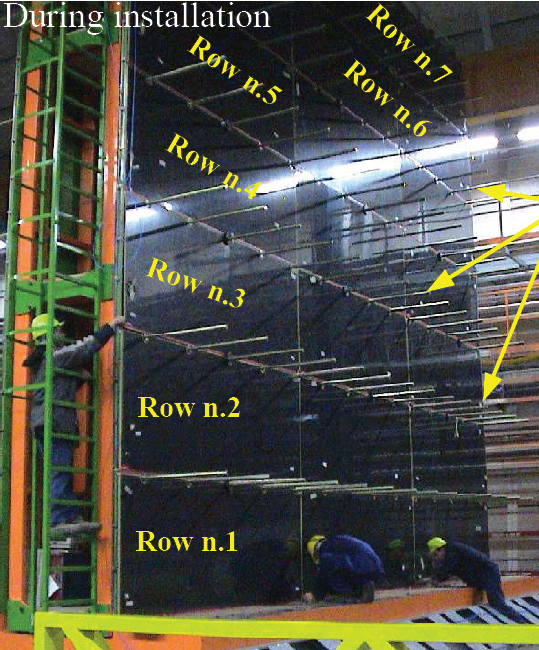 During installation
Row n.7
Row n.5
Row n.6
Row n.4
Row n.3
Row n.2
Row n.1